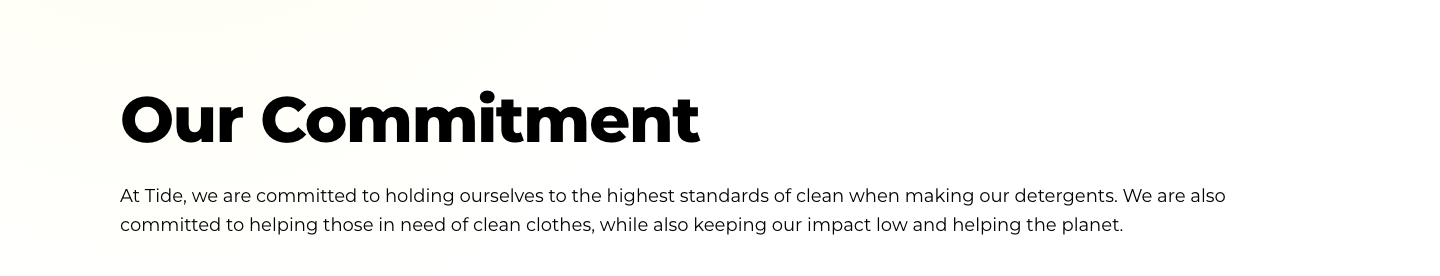 Our Commitment
At Tide, we are committed to holding ourselves to the highest standards of clean when making our detergents. We are also
committed to helping those in need of clean clothes, while also keeping our impact low and helping the planet.